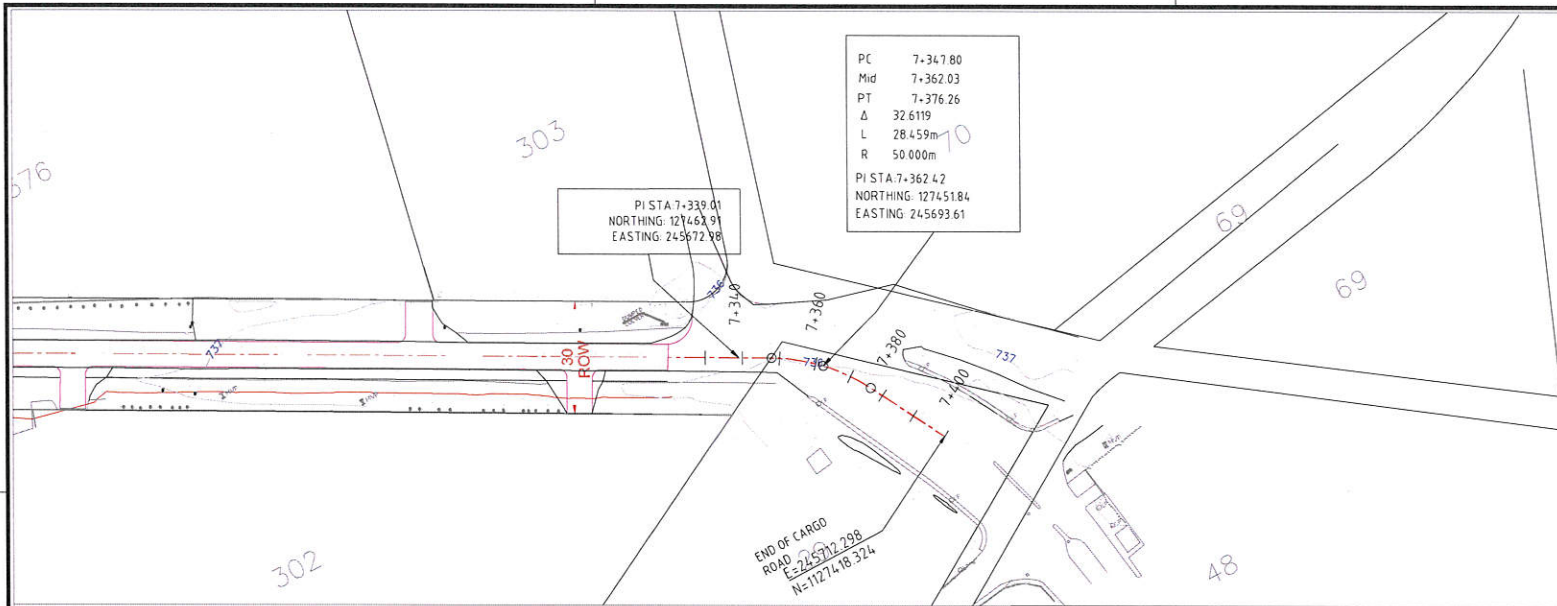 PC 7+347.80
Mid 7+362.03
PT 7+376.26
Δ 32.6119
L 28.459m
R 50.000m
PI STA:7+362.42
NORTHING: 127451.84
EASTING: 245693.61
70
303
376
PI STA:7+339.01
NORTHING: 127462.91
EASTING: 245672.98
69
69
736
7+340
7+360
7+380
7+400
737
737
736
30
ROW
END OF CARGO
ROAD
E=245712.298
N=1127418.324
302
48